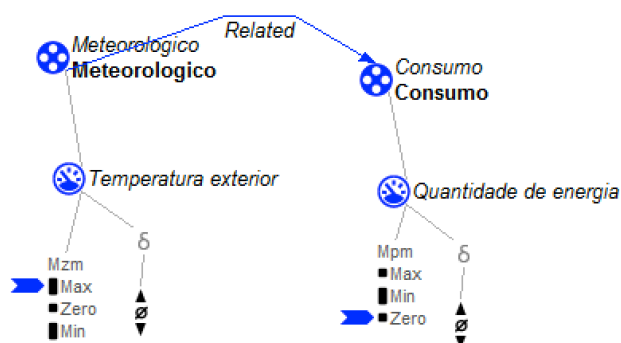 Related
Meteorologico
Meteorologico
Consumo
Consumo
Temperatura exterior
Quantidade de energia
δ
Mzm
Max
Zero
Min
δ
Mpm
Max
Min
Zero